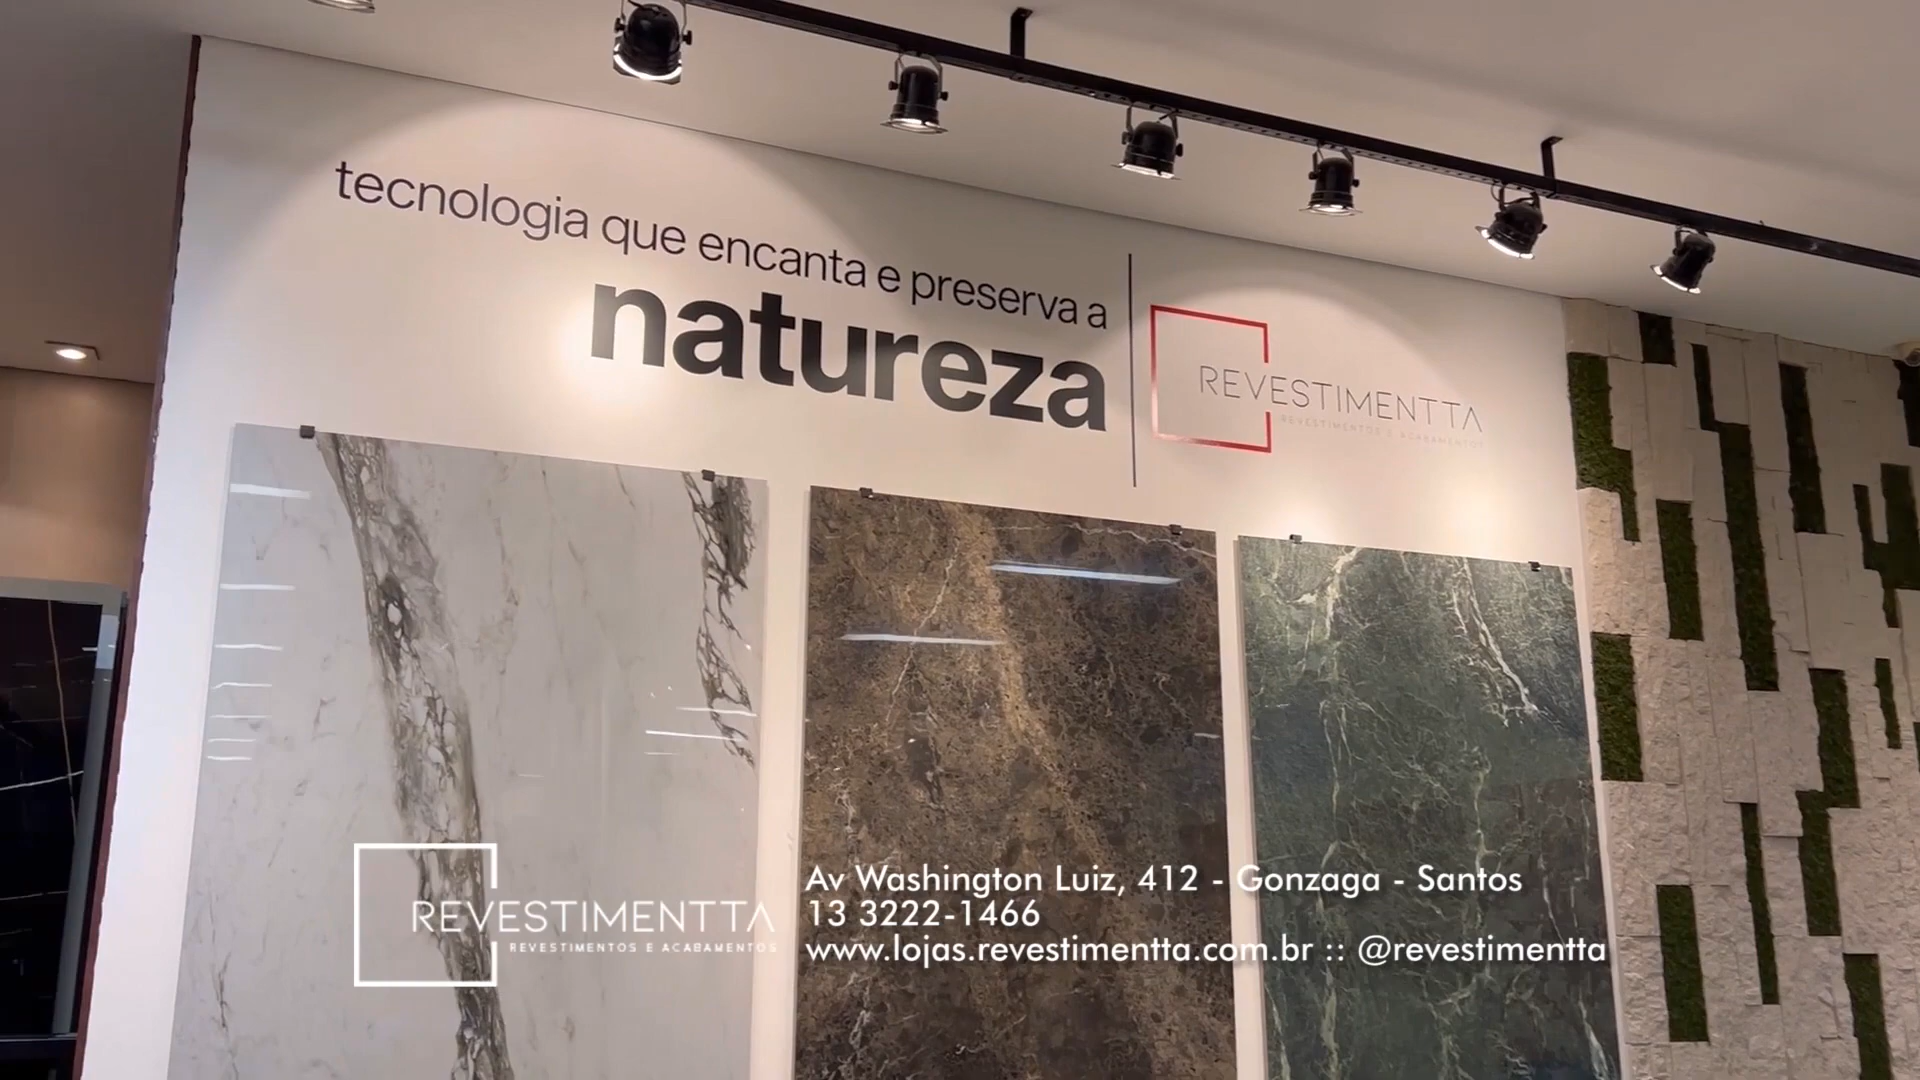 tecnologia que encanta e preserva a
natureza
REVESTIMENTTA
REVESTIMENTOS E ACABAMENTOS
REVESTIMENTTA
REVESTIMENTOS E ACABAMENTOS
Av Washington Luiz, 412 - Gonzaga - Santos
13 3222-1466
www.lojas.revestimentta.com.br :: @revestimentta